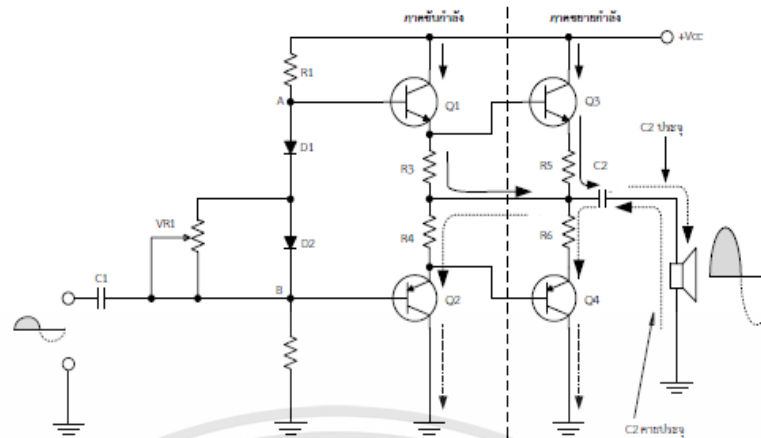 ภาคขับกำลัง
ภาคขยายกำลัง
+Vcc
R1
A
Q1
Q3
D1
C2 ประจุ
R3
R5
C2
VR1
D2
R4
R6
C1
B
Q2
Q4
C2 คายประจุ